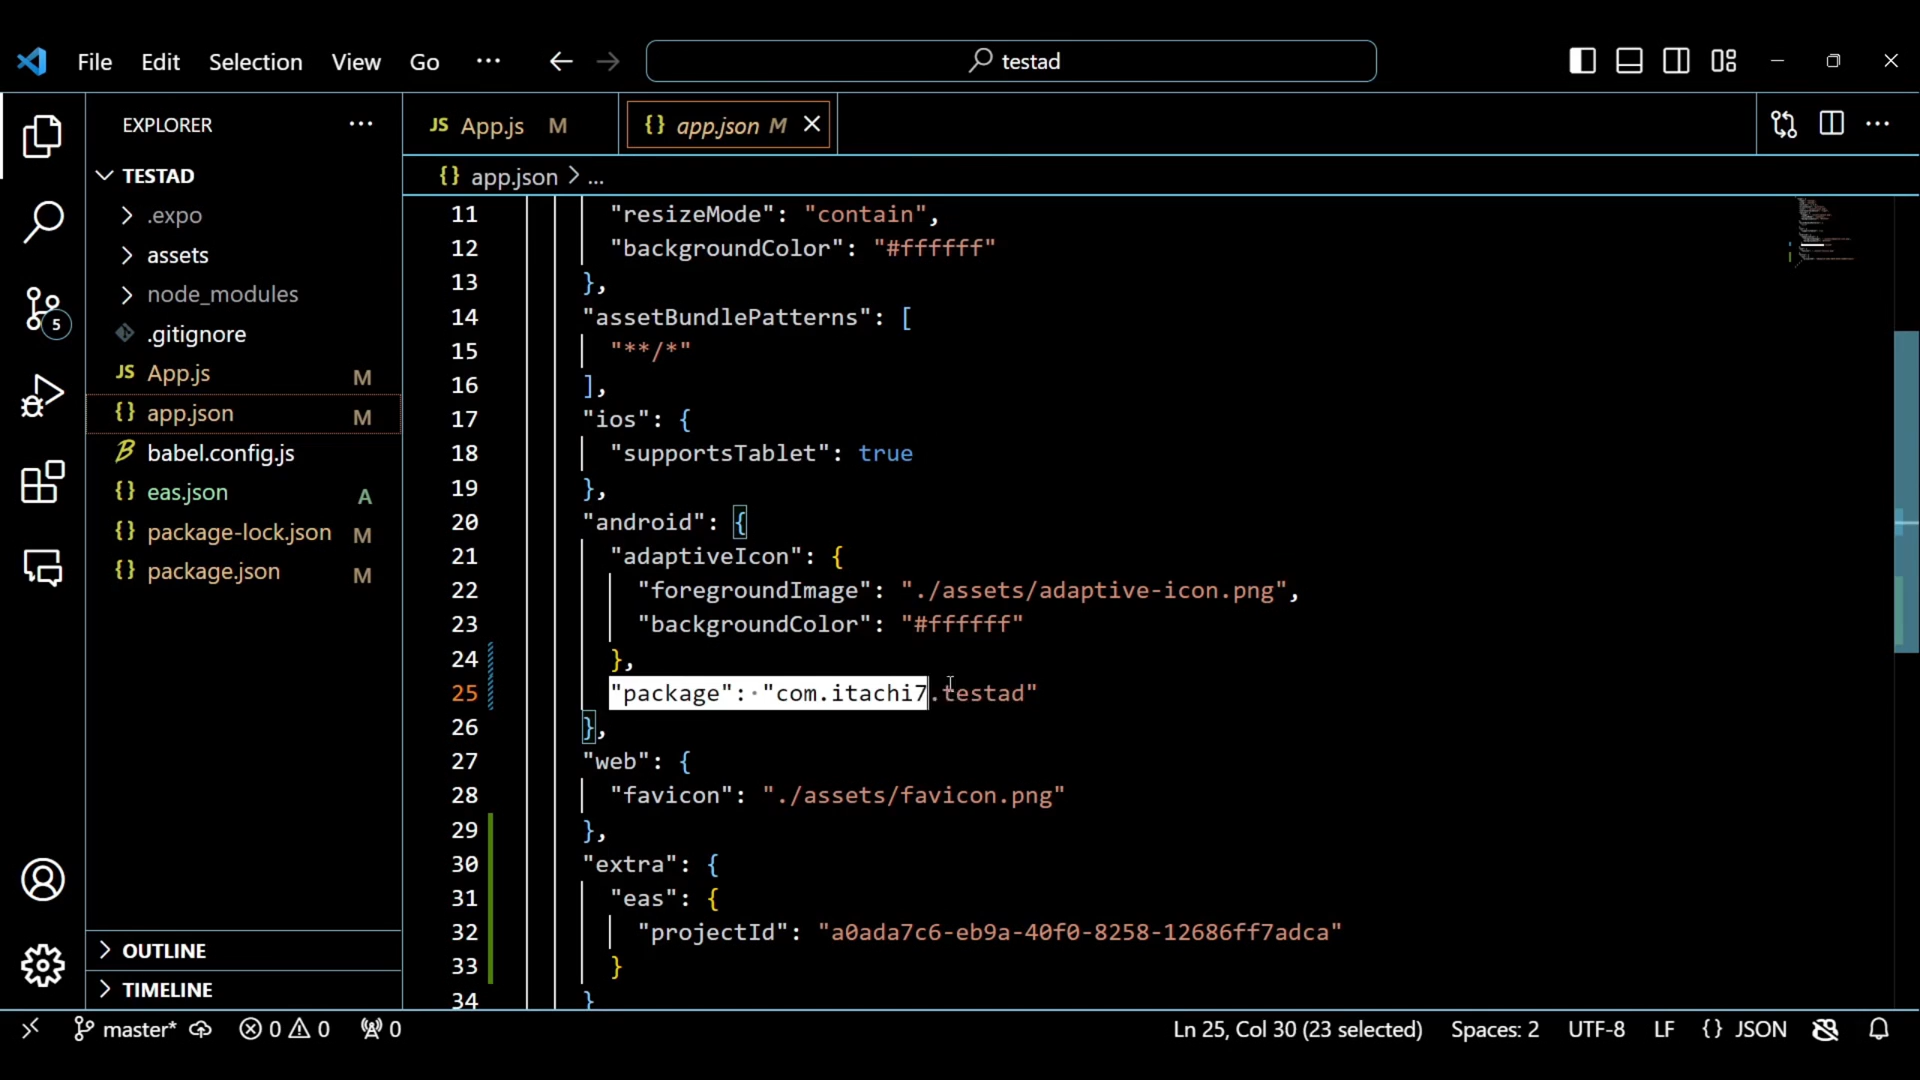 File Edit Selection View Go ··· testad
EXPLORER ···
TESTAD
.expo
assets
node_modules
.gitignore
JS App.js M
{} app.json M
babel.config.js
{} eas.json A
{} package-lock.json M
{} package.json M
OUTLINE
TIMELINE
5
JS App.js M {} app.json M
{} app.json > ...
11 "resizeMode": "contain",
12 "backgroundColor": "#ffffff"
13 },
14 "assetBundlePatterns": [
15 "**/*"
16 ],
17 "ios": {
18 "supportsTablet": true
19 },
20 "android": {
21 "adaptiveIcon": {
22 "foregroundImage": "./assets/adaptive-icon.png",
23 "backgroundColor": "#ffffff"
24 },
25 "package": "com.itachi7.testad"
26 },
27 "web": {
28 "favicon": "./assets/favicon.png"
29 },
30 "extra": {
31 "eas": {
32 "projectId": "a0ada7c6-eb9a-40f0-8258-12686ff7adca"
33 }
34 }
master* 0 0 0 Ln 25, Col 30 (23 selected) Spaces: 2 UTF-8 LF {} JSON